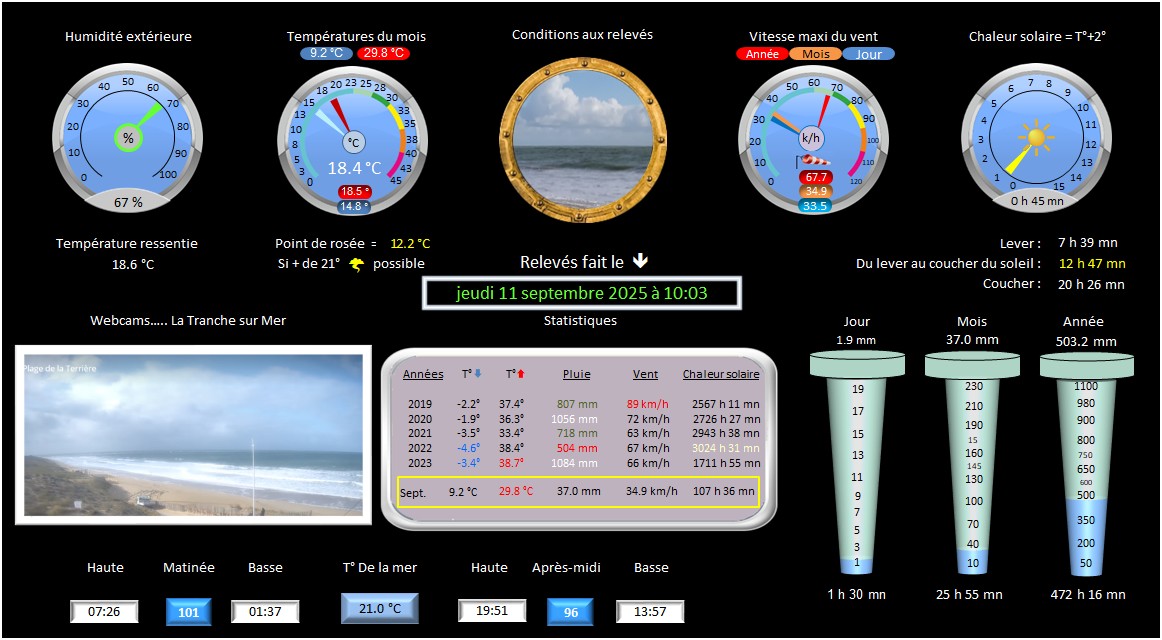 Humidité extérieure
Températures du mois
Conditions aux relevés
Vitesse maxi du vent
Chaleur solaire = T°+2°
9.2 °C 29.8 °C
Année Mois Jour
0 10 20 30 40 50 60 70 80 90 100
%
67 %
0 3 5 8 10 13 15 18 20 23 25 28 30 33 35 38 40 43 45
°C
18.4 °C
18.5 °
14.8 °
0 10 20 30 40 50 60 70 80 90 100 110 120
k/h
67.7
34.9
33.5
0 1 2 3 4 5 6 7 8 9 10 11 12 13 14 15
0 h 45 mn
Température ressentie
18.6 °C
Point de rosée = 12.2 °C
Si + de 21° possible
Relevés fait le
jeudi 11 septembre 2025 à 10:03
Lever : 7 h 39 mn
Du lever au coucher du soleil : 12 h 47 mn
Coucher : 20 h 26 mn
Webcams..... La Tranche sur Mer
Plage de la Terrière
Statistiques
Années T° T° Pluie Vent Chaleur solaire
2019 -2.2° 37.4° 807 mm 89 km/h 2567 h 11 mn
2020 -1.9° 36.3° 1056 mm 72 km/h 2726 h 27 mn
2021 -3.5° 33.4° 718 mm 63 km/h 2943 h 38 mn
2022 -4.6° 38.4° 504 mm 67 km/h 3024 h 31 mn
2023 -3.4° 38.7° 1084 mm 66 km/h 1711 h 55 mn
Sept. 9.2 °C 29.8 °C 37.0 mm 34.9 km/h 107 h 36 mn
Jour
1.9 mm
19
17
15
13
11
9
7
5
3
1
1 h 30 mn
Mois
37.0 mm
230
210
190
15
160
145
130
100
70
40
10
25 h 55 mn
Année
503.2 mm
1100
980
900
800
750
650
600
500
350
200
50
472 h 16 mn
Haute Matinée Basse T° De la mer Haute Après-midi Basse
07:26 101 01:37 21.0 °C 19:51 96 13:57